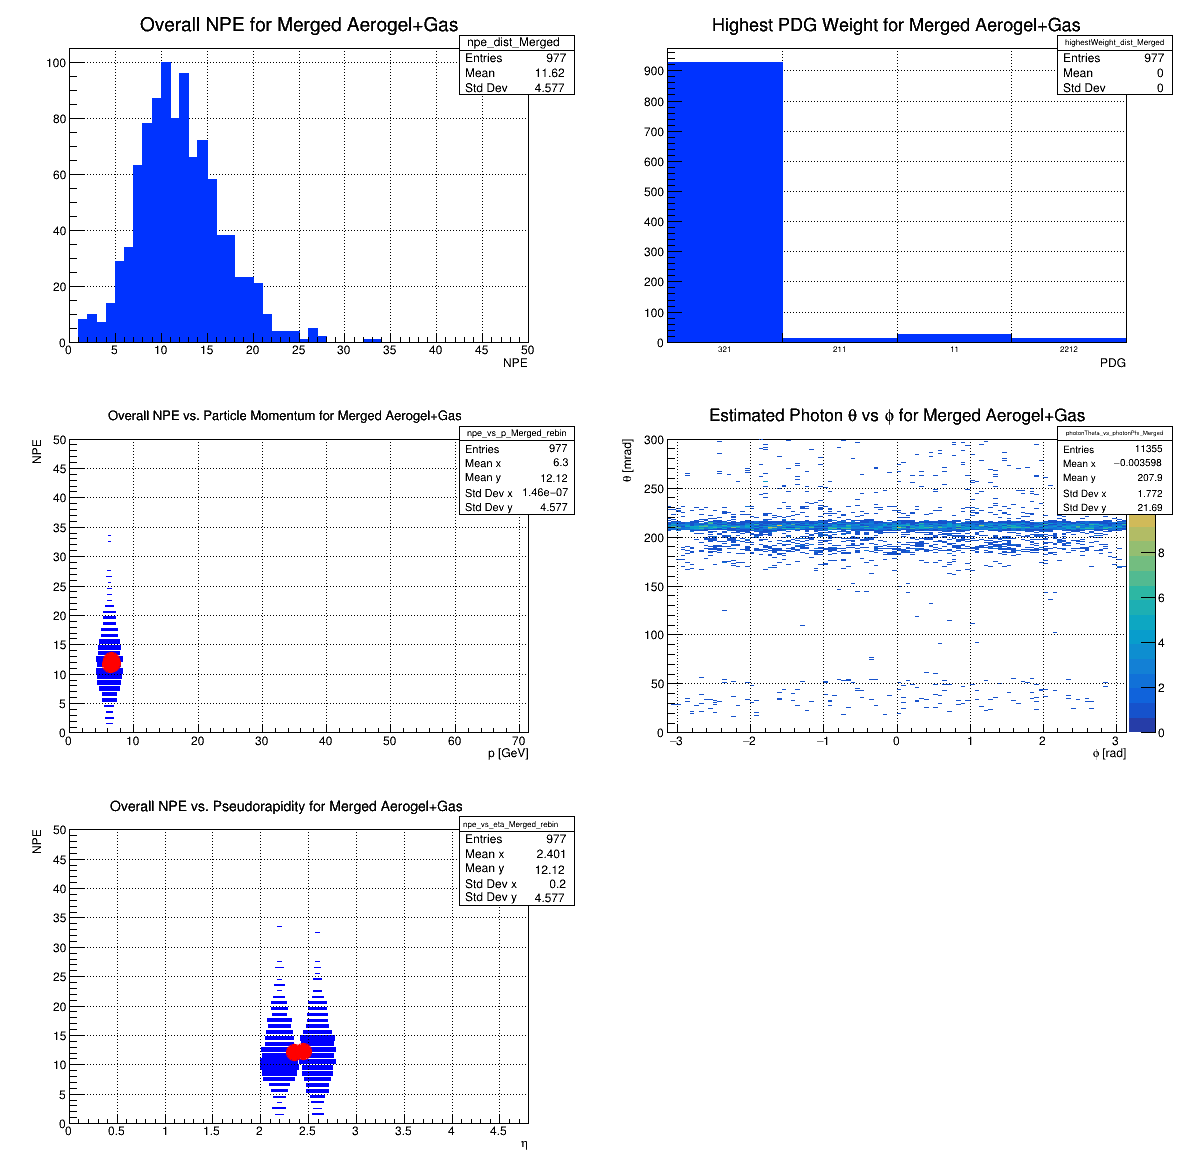 Overall NPE for Merged Aerogel+Gas
npe_dist_Merged
Entries 977
Mean 11.62
Std Dev 4.577
100
80
60
40
20
0
0 5 10 15 20 25 30 35 40 45 50
NPE
Highest PDG Weight for Merged Aerogel+Gas
highestWeight_dist_Merged
Entries 977
Mean 0
Std Dev 0
900
800
700
600
500
400
300
200
100
0
321 211 11 2212
PDG
Overall NPE vs. Particle Momentum for Merged Aerogel+Gas
npe_vs_p_Merged_rebin
Entries 977
Mean x 6.3
Mean y 12.12
Std Dev x 1.46e−07
Std Dev y 4.577
NPE
50
45
40
35
30
25
20
15
10
5
0
0 10 20 30 40 50 60 70
p [GeV]
Estimated Photon θ vs ϕ for Merged Aerogel+Gas
photonTheta_vs_photonPhi_Merged
Entries 11355
Mean x −0.003598
Mean y 207.9
Std Dev x 1.772
Std Dev y 21.69
θ [mrad]
300
250
200
150
100
50
0
−3 −2 −1 0 1 2 3
ϕ [rad]
8
6
4
2
0
Overall NPE vs. Pseudorapidity for Merged Aerogel+Gas
npe_vs_eta_Merged_rebin
Entries 977
Mean x 2.401
Mean y 12.12
Std Dev x 0.2
Std Dev y 4.577
NPE
50
45
40
35
30
25
20
15
10
5
0
0 0.5 1 1.5 2 2.5 3 3.5 4 4.5
η